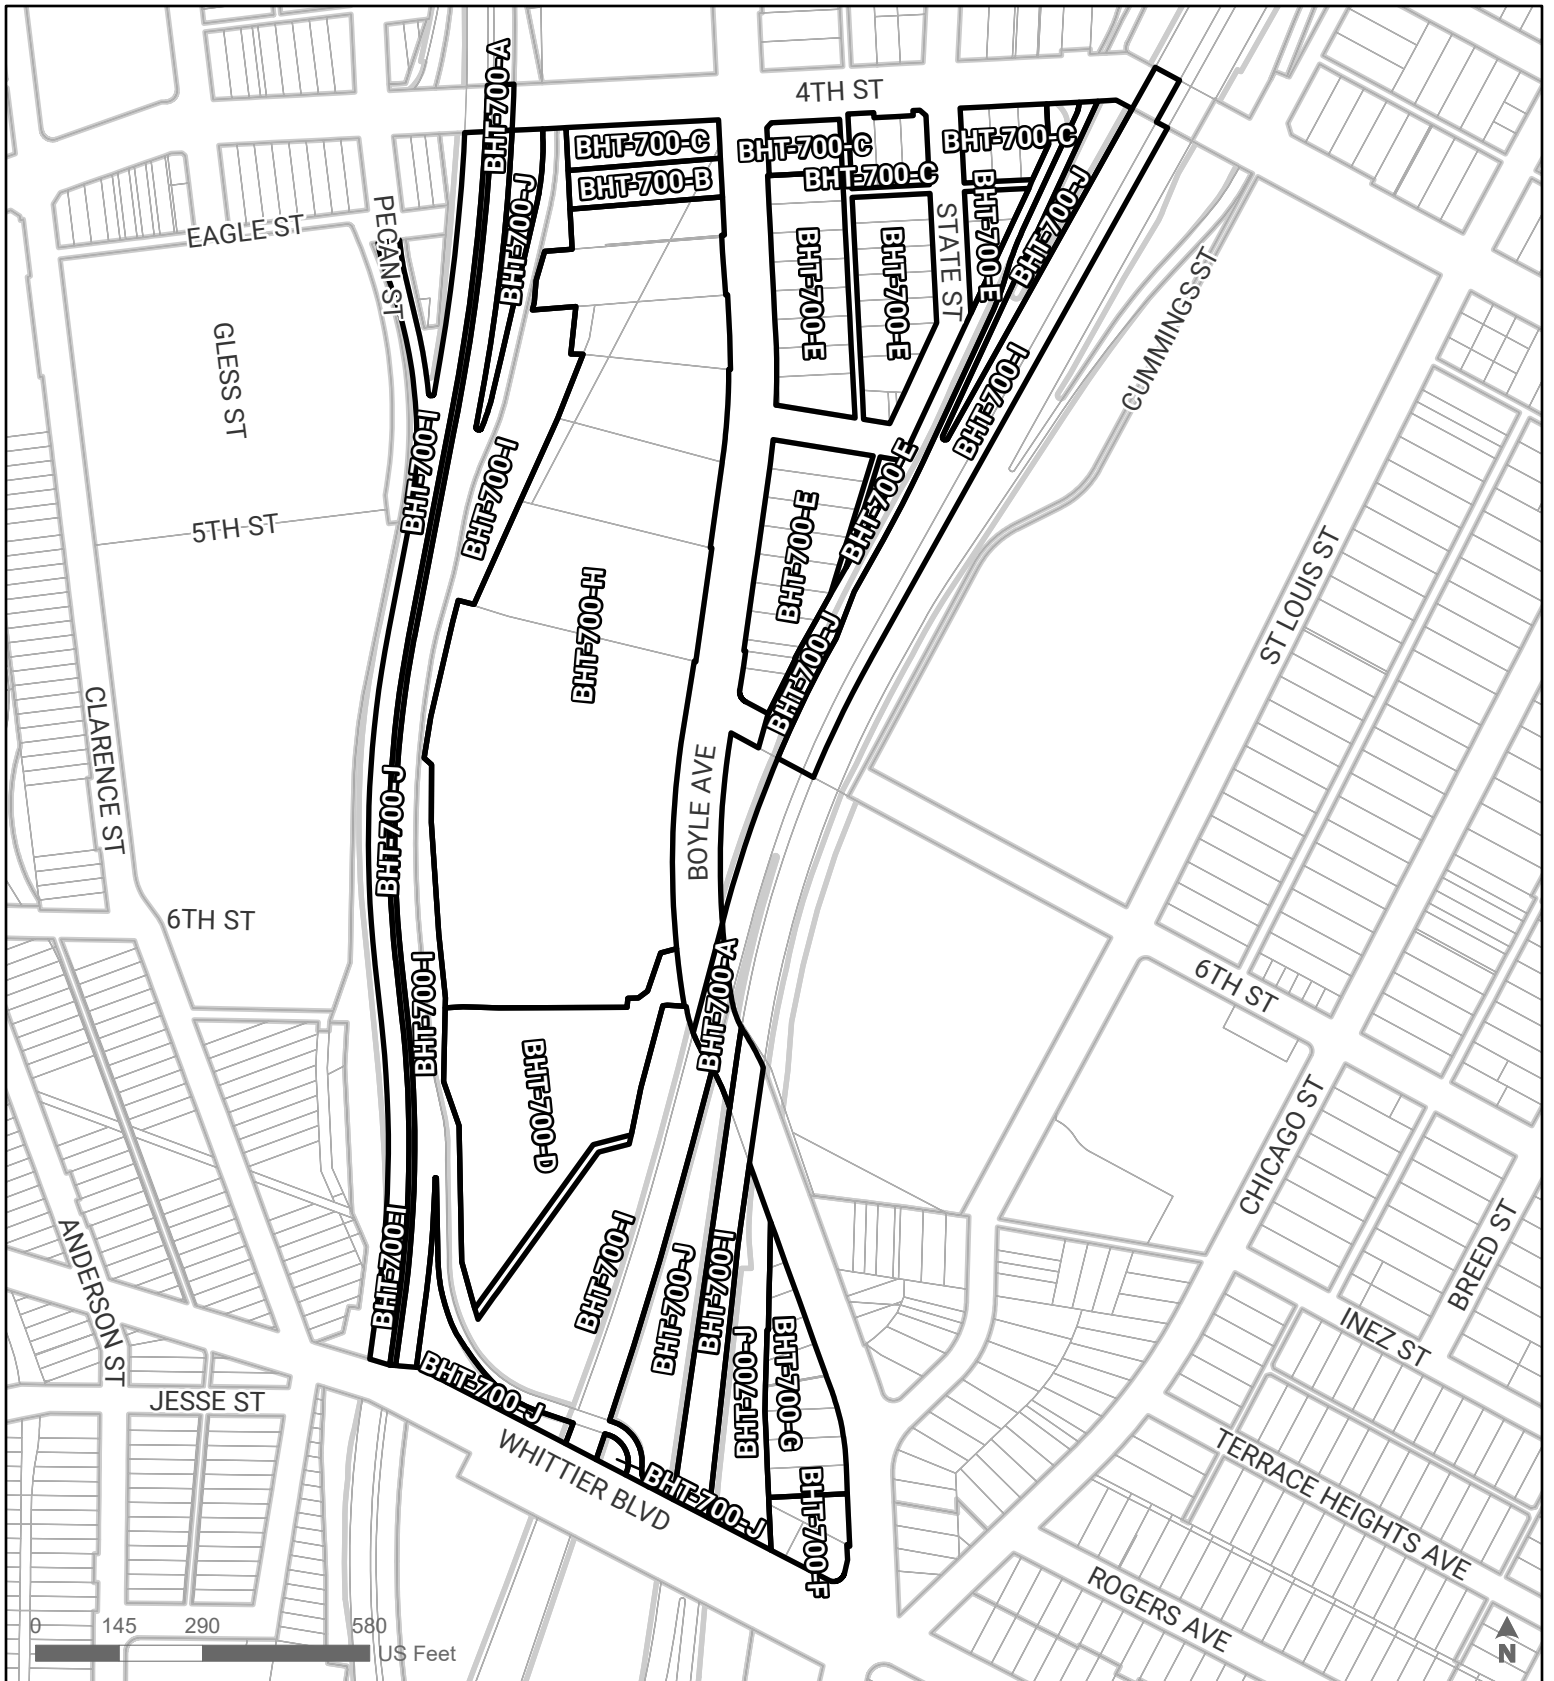 BHT-700-A
4TH ST
BHT-700-C
BHT-700-C
BHT-700-C
BHT-700-C
BHT-700-B
BHT-700-J
EAGLE ST
PECAN ST
STATE ST
BHT-700-E
BHT-700-J
BHT-700-E
BHT-700-E
CUMMINGS ST
GLESS ST
BHT-700-I
BHT-700-I
BHT-700-I
BHT-700-E
5TH ST
BHT-700-E
ST LOUIS ST
BHT-700-H
BHT-700-J
CLARENCE ST
BHT-700-J
BOYLE AVE
6TH ST
BHT-700-A
6TH ST
BHT-700-I
BHT-700-D
CHICAGO ST
ANDERSON ST
BHT-700-I
BHT-700-I
BHT-700-J
BHT-700-I
BREED ST
INEZ ST
BHT-700-J
BHT-700-G
JESSE ST
BHT-700-J
WHITTIER BLVD
BHT-700-J
BHT-700-F
TERRACE HEIGHTS AVE
ROGERS AVE
0 145 290 580
US Feet
N